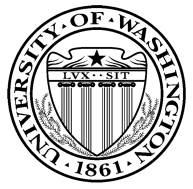 UNIVERSITY · OF · WASHINGTON
LVX · · SIT
· 1861 ·